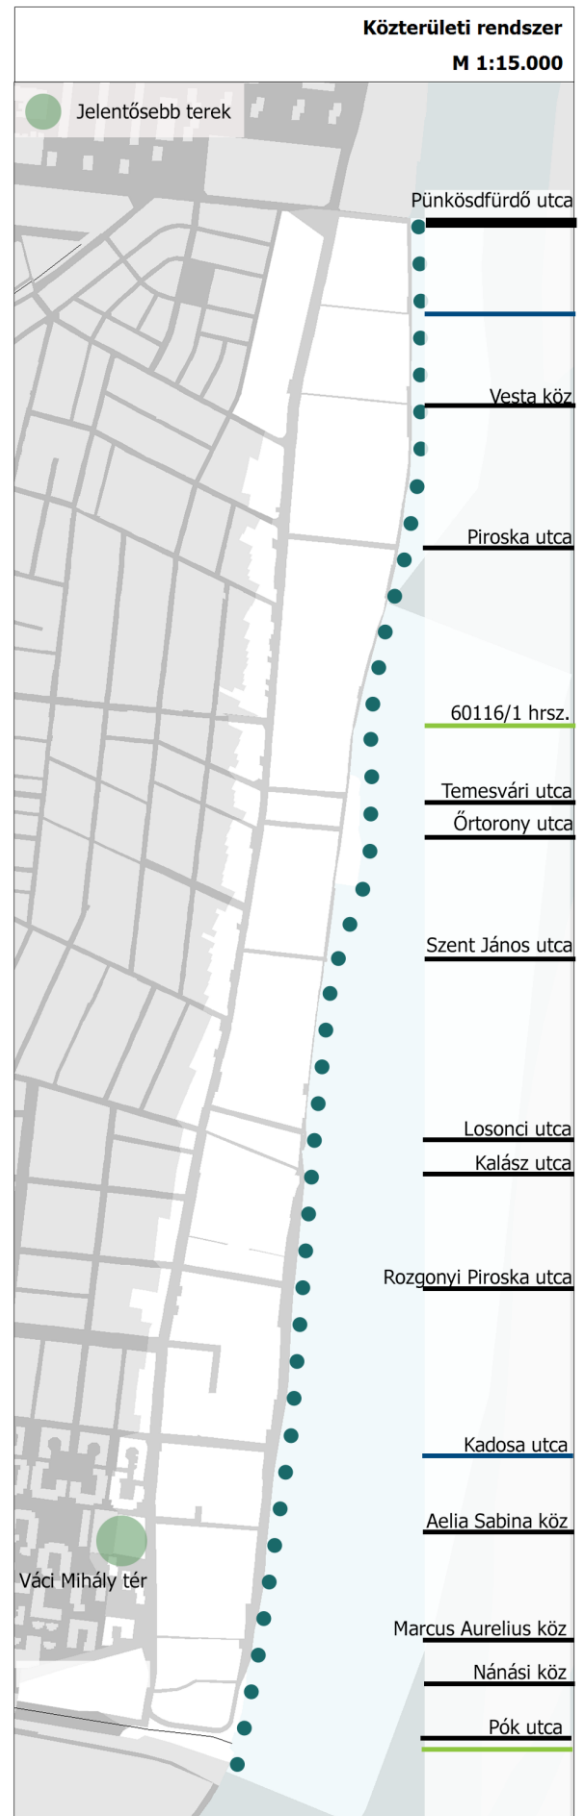 Közterületi rendszer
M 1:15.000
Jelentősebb terek
Pünkösdfürdő utca
Vesta köz
Piroska utca
60116/1 hrsz.
Temesvári utca
Őrtorony utca
Szent János utca
Losonci utca
Kalász utca
Rozgonyi Piroska utca
Kadosa utca
Aelia Sabina köz
Váci Mihály tér
Marcus Aurelius köz
Nánási köz
Pók utca